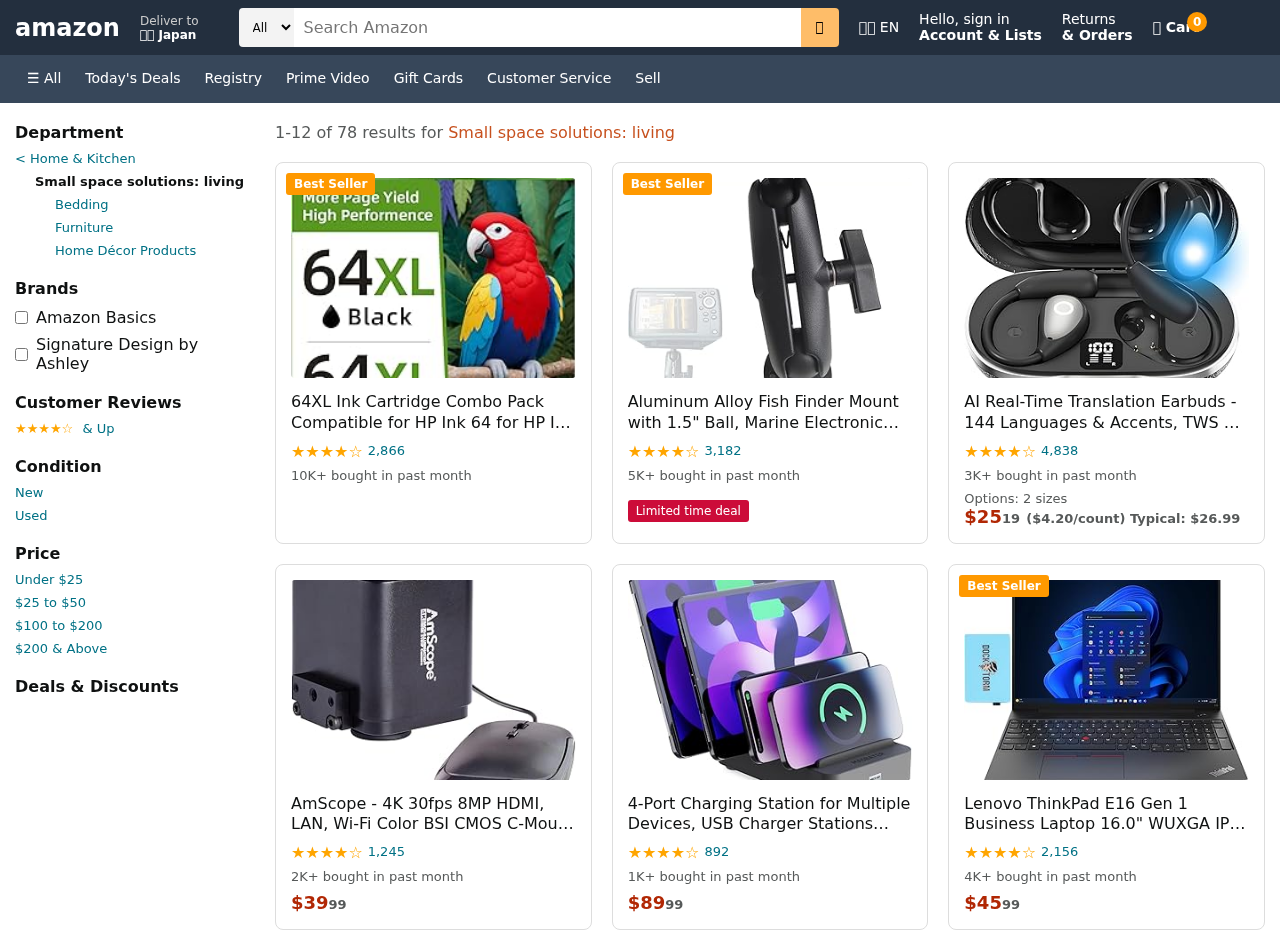 amazon
Deliver to
Japan
All
Search Amazon
EN
Hello, sign in
Account & Lists
Returns
& Orders
0
☰ All
Today's Deals
Registry
Prime Video
Gift Cards
Customer Service
Sell
Department
< Home & Kitchen
Small space solutions: living
Bedding
Furniture
Home Décor Products
Brands
Amazon Basics
Signature Design by
Ashley
Customer Reviews
★★★★☆ & Up
Condition
New
Used
Price
Under $25
$25 to $50
$100 to $200
$200 & Above
Deals & Discounts
1-12 of 78 results for Small space solutions: living
Best Seller
More Page Yield
High Performence
64XL
Black
64XL
64XL Ink Cartridge Combo Pack
Compatible for HP Ink 64 for HP I…
★★★★☆ 2,866
10K+ bought in past month
Best Seller
Aluminum Alloy Fish Finder Mount
with 1.5" Ball, Marine Electronic…
★★★★☆ 3,182
5K+ bought in past month
Limited time deal
100
L R
AI Real-Time Translation Earbuds -
144 Languages & Accents, TWS …
★★★★☆ 4,838
3K+ bought in past month
Options: 2 sizes
$2519 ($4.20/count) Typical: $26.99
AmScope
AmScope - 4K 30fps 8MP HDMI,
LAN, Wi-Fi Color BSI CMOS C-Mou…
★★★★☆ 1,245
2K+ bought in past month
$3999
4-Port Charging Station for Multiple
Devices, USB Charger Stations…
★★★★☆ 892
1K+ bought in past month
$8999
Best Seller
DOCKSTORM
ThinkPad
Lenovo ThinkPad E16 Gen 1
Business Laptop 16.0" WUXGA IP…
★★★★☆ 2,156
4K+ bought in past month
$4599